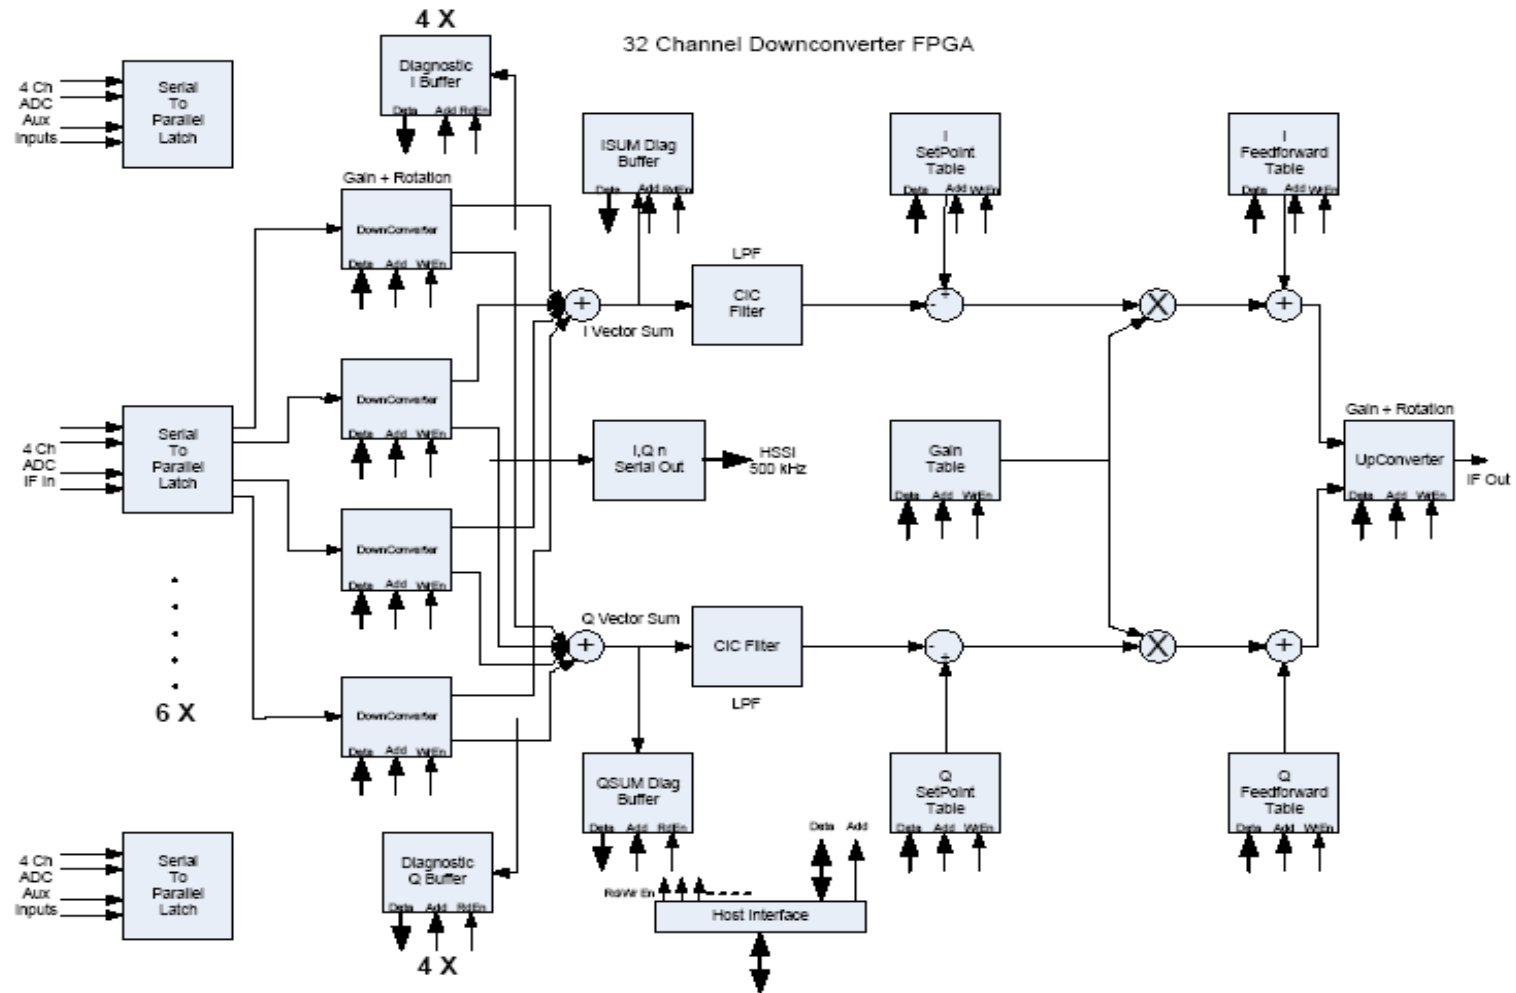 4 X
32 Channel Downconverter FPGA
4 Ch
ADC
Aux
Inputs
Serial
To
Parallel
Latch
Diagnostic
I Buffer
Data Add RdEn
Gain + Rotation
DownConverter
Data Add WrEn
ISUM Diag
Buffer
Data Add RdEn
I
SetPoint
Table
Data Add WrEn
I
Feedforward
Table
Data Add WrEn
LPF
CIC
Filter
+
I Vector Sum
- +
X
+
4 Ch
ADC
IF In
Serial
To
Parallel
Latch
DownConverter
Data Add WrEn
I,Q n
Serial Out
HSSI
500 kHz
Gain
Table
Data Add WrEn
Gain + Rotation
UpConverter
Data Add WrEn
IF Out
DownConverter
Data Add WrEn
6 X
Q Vector Sum
+
CIC Filter
LPF
- +
X
+
DownConverter
Data Add WrEn
QSUM Diag
Buffer
Data Add RdEn
Q
SetPoint
Table
Data Add WrEn
Q
Feedforward
Table
Data Add WrEn
4 Ch
ADC
Aux
Inputs
Serial
To
Parallel
Latch
Diagnostic
Q Buffer
Data Add RdEn
4 X
Data Add
Rd/Wr En
Host Interface